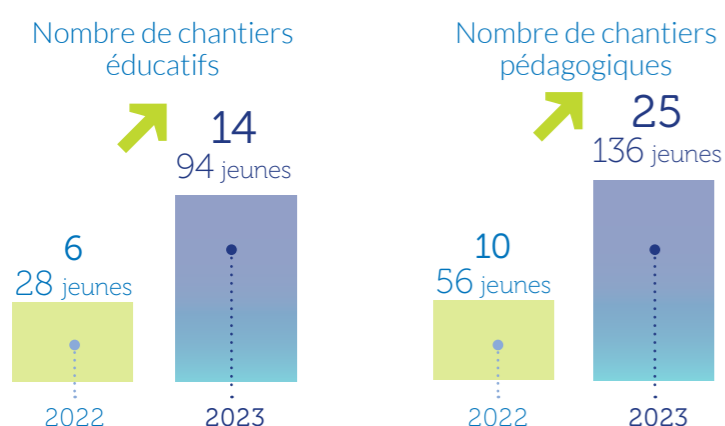 Nombre de chantiers
éducatifs
14
94 jeunes
6
28 jeunes
2022
2023
Nombre de chantiers
pédagogiques
25
136 jeunes
10
56 jeunes
2022
2023